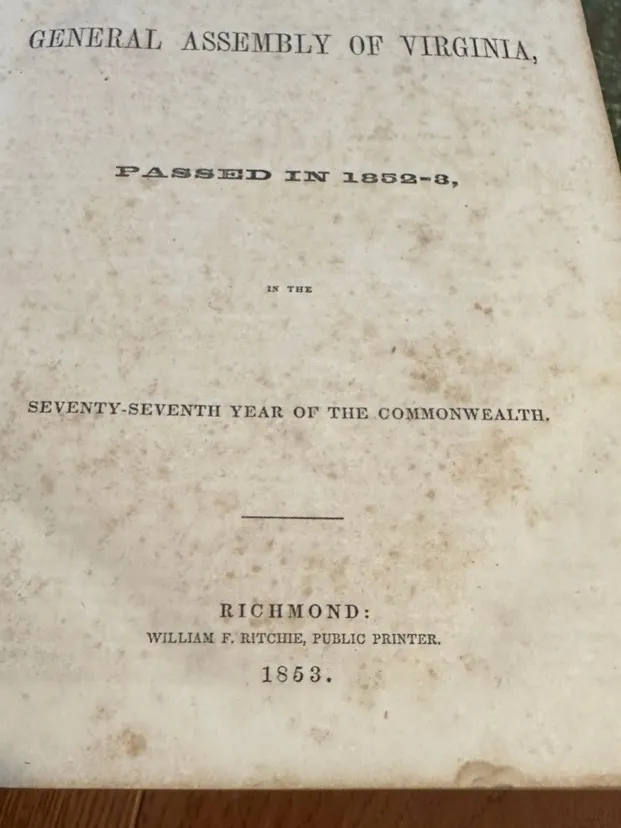 GENERAL ASSEMBLY OF VIRGINIA,
PASSED IN 1852-3,
IN THE
SEVENTY-SEVENTH YEAR OF THE COMMONWEALTH.
RICHMOND:
WILLIAM F. RITCHIE, PUBLIC PRINTER.
1853.